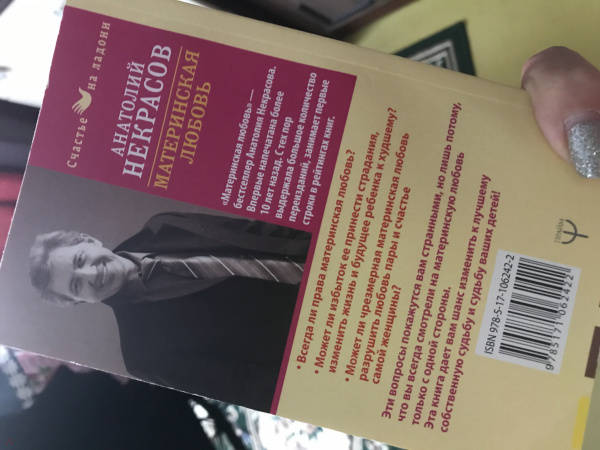 Счастье на ладони
АНАТОЛИЙ
НЕКРАСОВ
МАТЕРИНСКАЯ
ЛЮБОВЬ
«Материнская любовь» —
бестселлер Анатолия Некрасова.
Впервые напечатана более
10 лет назад, с тех пор
выдержала большое количество
переизданий, занимает первые
строки в рейтингах книг.
• Всегда ли права материнская любовь?
• Может ли избыток ее принести страдания,
изменить жизнь и будущее ребенка к худшему?
• Может ли чрезмерная материнская любовь
разрушить любовь пары и счастье
самой женщины?
Эти вопросы покажутся вам странными, но лишь потому,
что вы всегда смотрели на материнскую любовь
только с одной стороны.
Эта книга дает вам шанс изменить к лучшему
собственную судьбу и судьбу ваших детей!
ISBN 978-5-17-106242-2
9785171062422